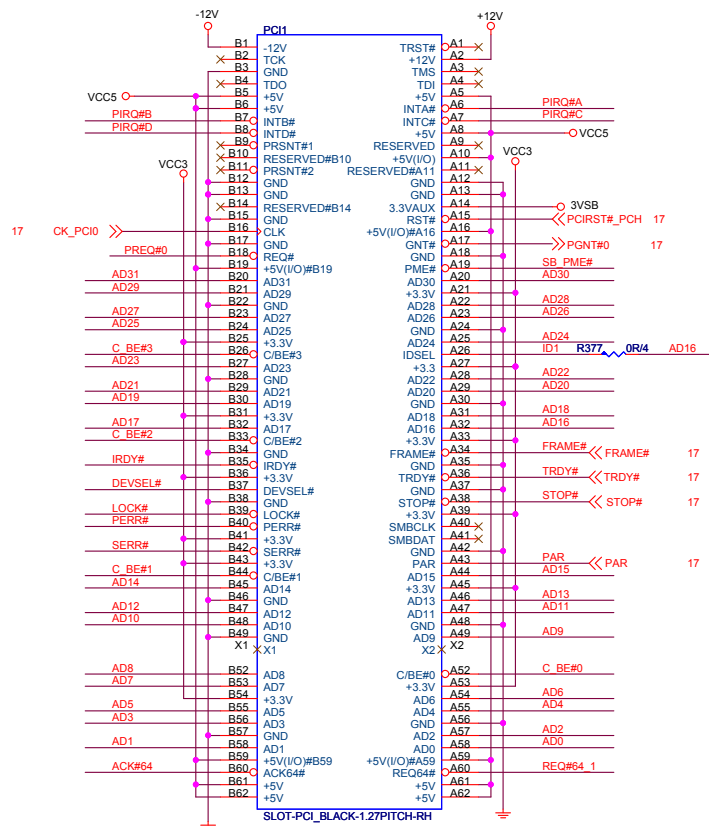 -12V +12V
PCI1
B1 -12V TRST# A1
B2 TCK +12V A2
B3 GND TMS A3
B4 TDO TDI A4
VCC5 B5 +5V +5V A5
B6 +5V INTA# A6 PIRQ#A
PIRQ#B B7 INTB# INTC# A7 PIRQ#C
PIRQ#D B8 INTD# +5V A8 VCC5
B9 PRSNT#1 RESERVED A9
B10 RESERVED#B10 +5V(I/O) A10
VCC3 B11 PRSNT#2 RESERVED#A11 A11 VCC3
B12 GND GND A12
B13 GND GND A13
B14 RESERVED#B14 3.3VAUX A14 3VSB
B15 GND RST# A15 PCIRST#_PCH 17
17 CK_PCI0 B16 CLK +5V(I/O)#A16 A16
B17 GND GNT# A17 PGNT#0 17
PREQ#0 B18 REQ# GND A18
B19 +5V(I/O)#B19 PME# A19 SB_PME#
AD31 B20 AD31 AD30 A20 AD30
AD29 B21 AD29 +3.3V A21
B22 GND AD28 A22 AD28
AD27 B23 AD27 AD26 A23 AD26
AD25 B24 AD25 GND A24
B25 +3.3V AD24 A25 AD24
C_BE#3 B26 C/BE#3 IDSEL A26 ID1 R377 0R/4 AD16
AD23 B27 AD23 +3.3 A27
B28 GND AD22 A28 AD22
AD21 B29 AD21 AD20 A29 AD20
AD19 B30 AD19 GND A30
B31 +3.3V AD18 A31 AD18
AD17 B32 AD17 AD16 A32 AD16
C_BE#2 B33 C/BE#2 +3.3V A33
B34 GND FRAME# A34 FRAME# FRAME# 17
IRDY# B35 IRDY# GND A35
B36 +3.3V TRDY# A36 TRDY# TRDY# 17
DEVSEL# B37 DEVSEL# GND A37
B38 GND STOP# A38 STOP# STOP# 17
LOCK# B39 LOCK# +3.3V A39
PERR# B40 PERR# SMBCLK A40
B41 +3.3V SMBDAT A41
SERR# B42 SERR# GND A42
B43 +3.3V PAR A43 PAR PAR 17
C_BE#1 B44 C/BE#1 AD15 A44 AD15
AD14 B45 AD14 +3.3V A45
B46 GND AD13 A46 AD13
AD12 B47 AD12 AD11 A47 AD11
AD10 B48 AD10 GND A48
B49 GND AD9 A49 AD9
X1 X1 X2 X2
AD8 B52 AD8 C/BE#0 A52 C_BE#0
AD7 B53 AD7 +3.3V A53
B54 +3.3V AD6 A54 AD6
AD5 B55 AD5 AD4 A55 AD4
AD3 B56 AD3 GND A56
B57 GND AD2 A57 AD2
AD1 B58 AD1 AD0 A58 AD0
B59 +5V(I/O)#B59 +5V(I/O)#A59 A59
ACK#64 B60 ACK64# REQ64# A60 REQ#64_1
B61 +5V +5V A61
B62 +5V +5V A62
SLOT-PCI_BLACK-1.27PITCH-RH